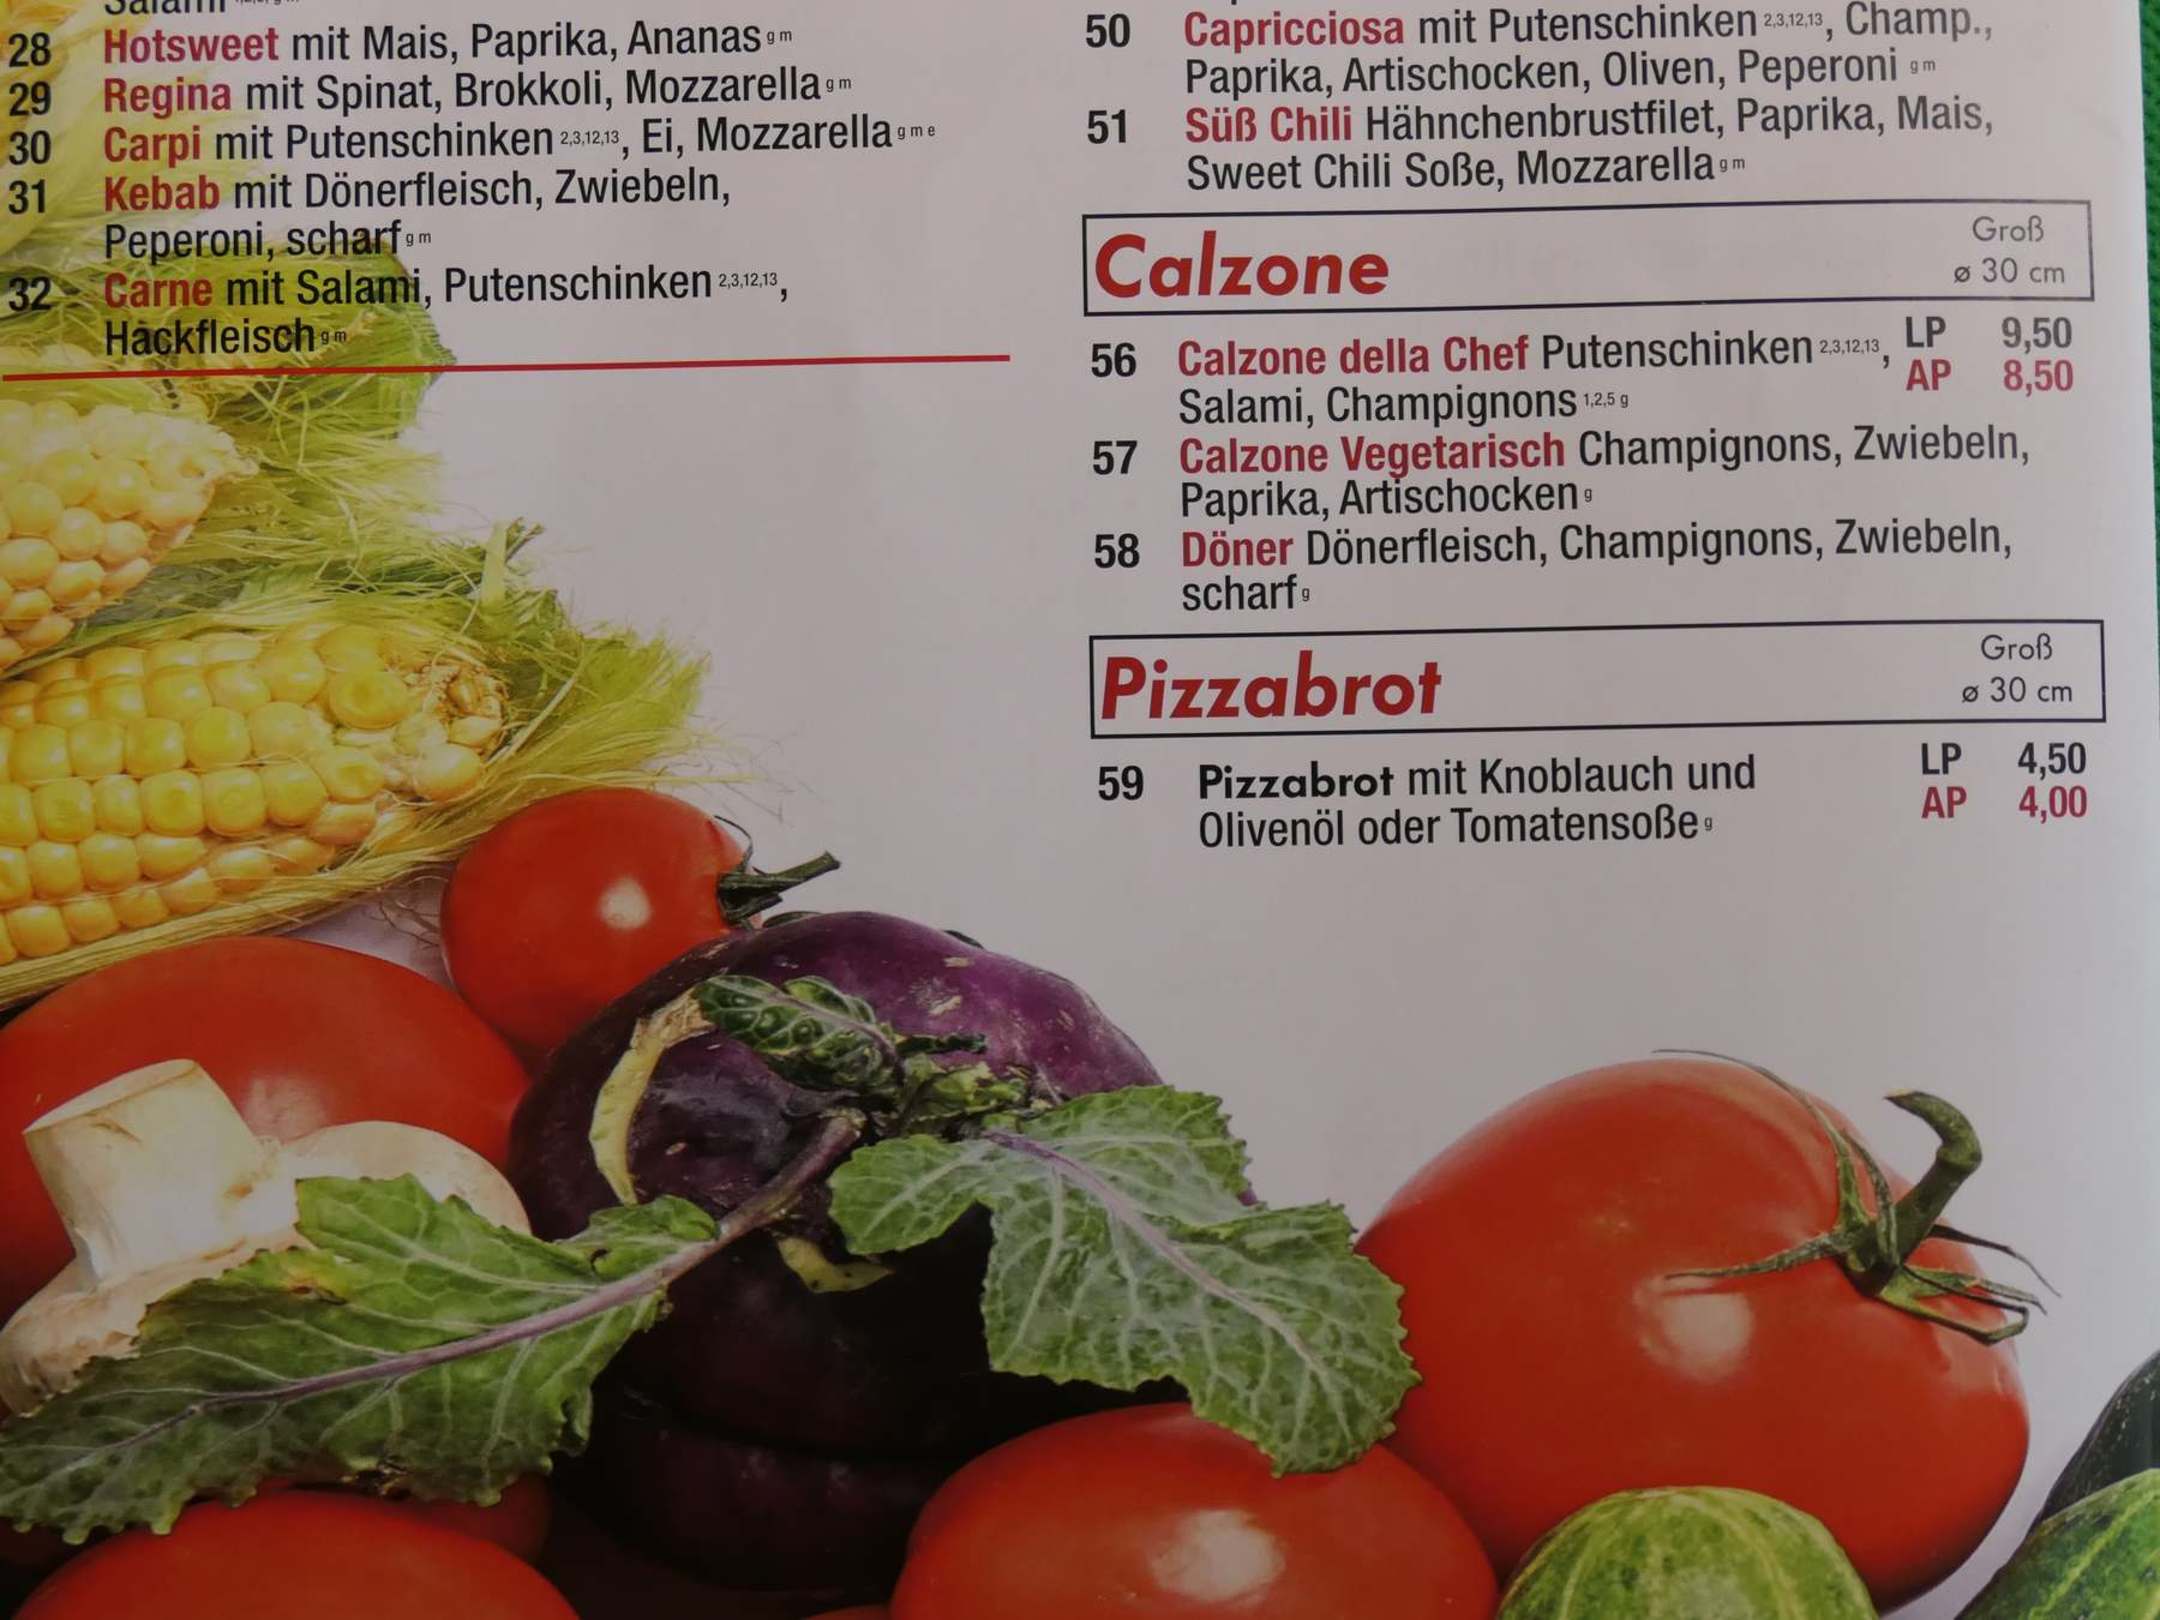 Salami
28 Hotsweet mit Mais, Paprika, Ananas g m
29 Regina mit Spinat, Brokkoli, Mozzarella g m
30 Carpi mit Putenschinken 2,3,12,13, Ei, Mozzarella g m e
31 Kebab mit Dönerfleisch, Zwiebeln,
Peperoni, scharf g m
32 Carne mit Salami, Putenschinken 2,3,12,13,
Hackfleisch g m
50 Capricciosa mit Putenschinken 2,3,12,13, Champ.,
Paprika, Artischocken, Oliven, Peperoni g m
51 Süß Chili Hähnchenbrustfilet, Paprika, Mais,
Sweet Chili Soße, Mozzarella g m
Calzone Groß
ø 30 cm
56 Calzone della Chef Putenschinken 2,3,12,13, LP 9,50
Salami, Champignons 1,2,5 g AP 8,50
57 Calzone Vegetarisch Champignons, Zwiebeln,
Paprika, Artischocken g
58 Döner Dönerfleisch, Champignons, Zwiebeln,
scharf g
Pizzabrot Groß
ø 30 cm
59 Pizzabrot mit Knoblauch und LP 4,50
Olivenöl oder Tomatensoße g AP 4,00